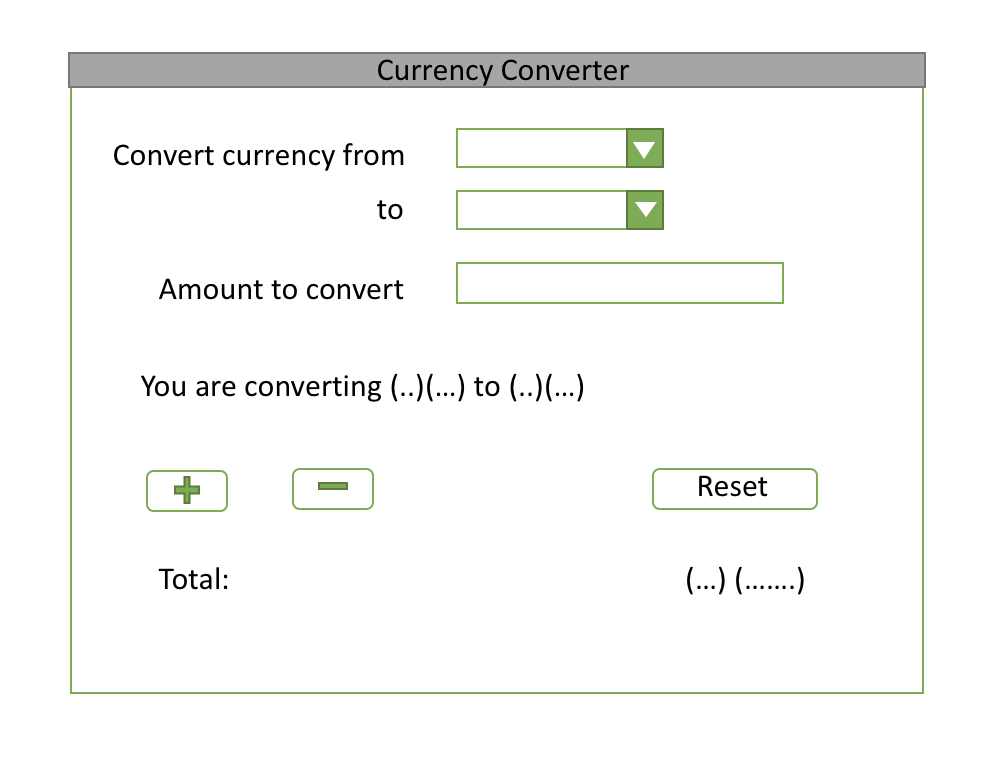 Currency Converter
Convert currency from
to
Amount to convert
You are converting (..)(...) to (..)(...)
Reset
Total:
(...) (.......)